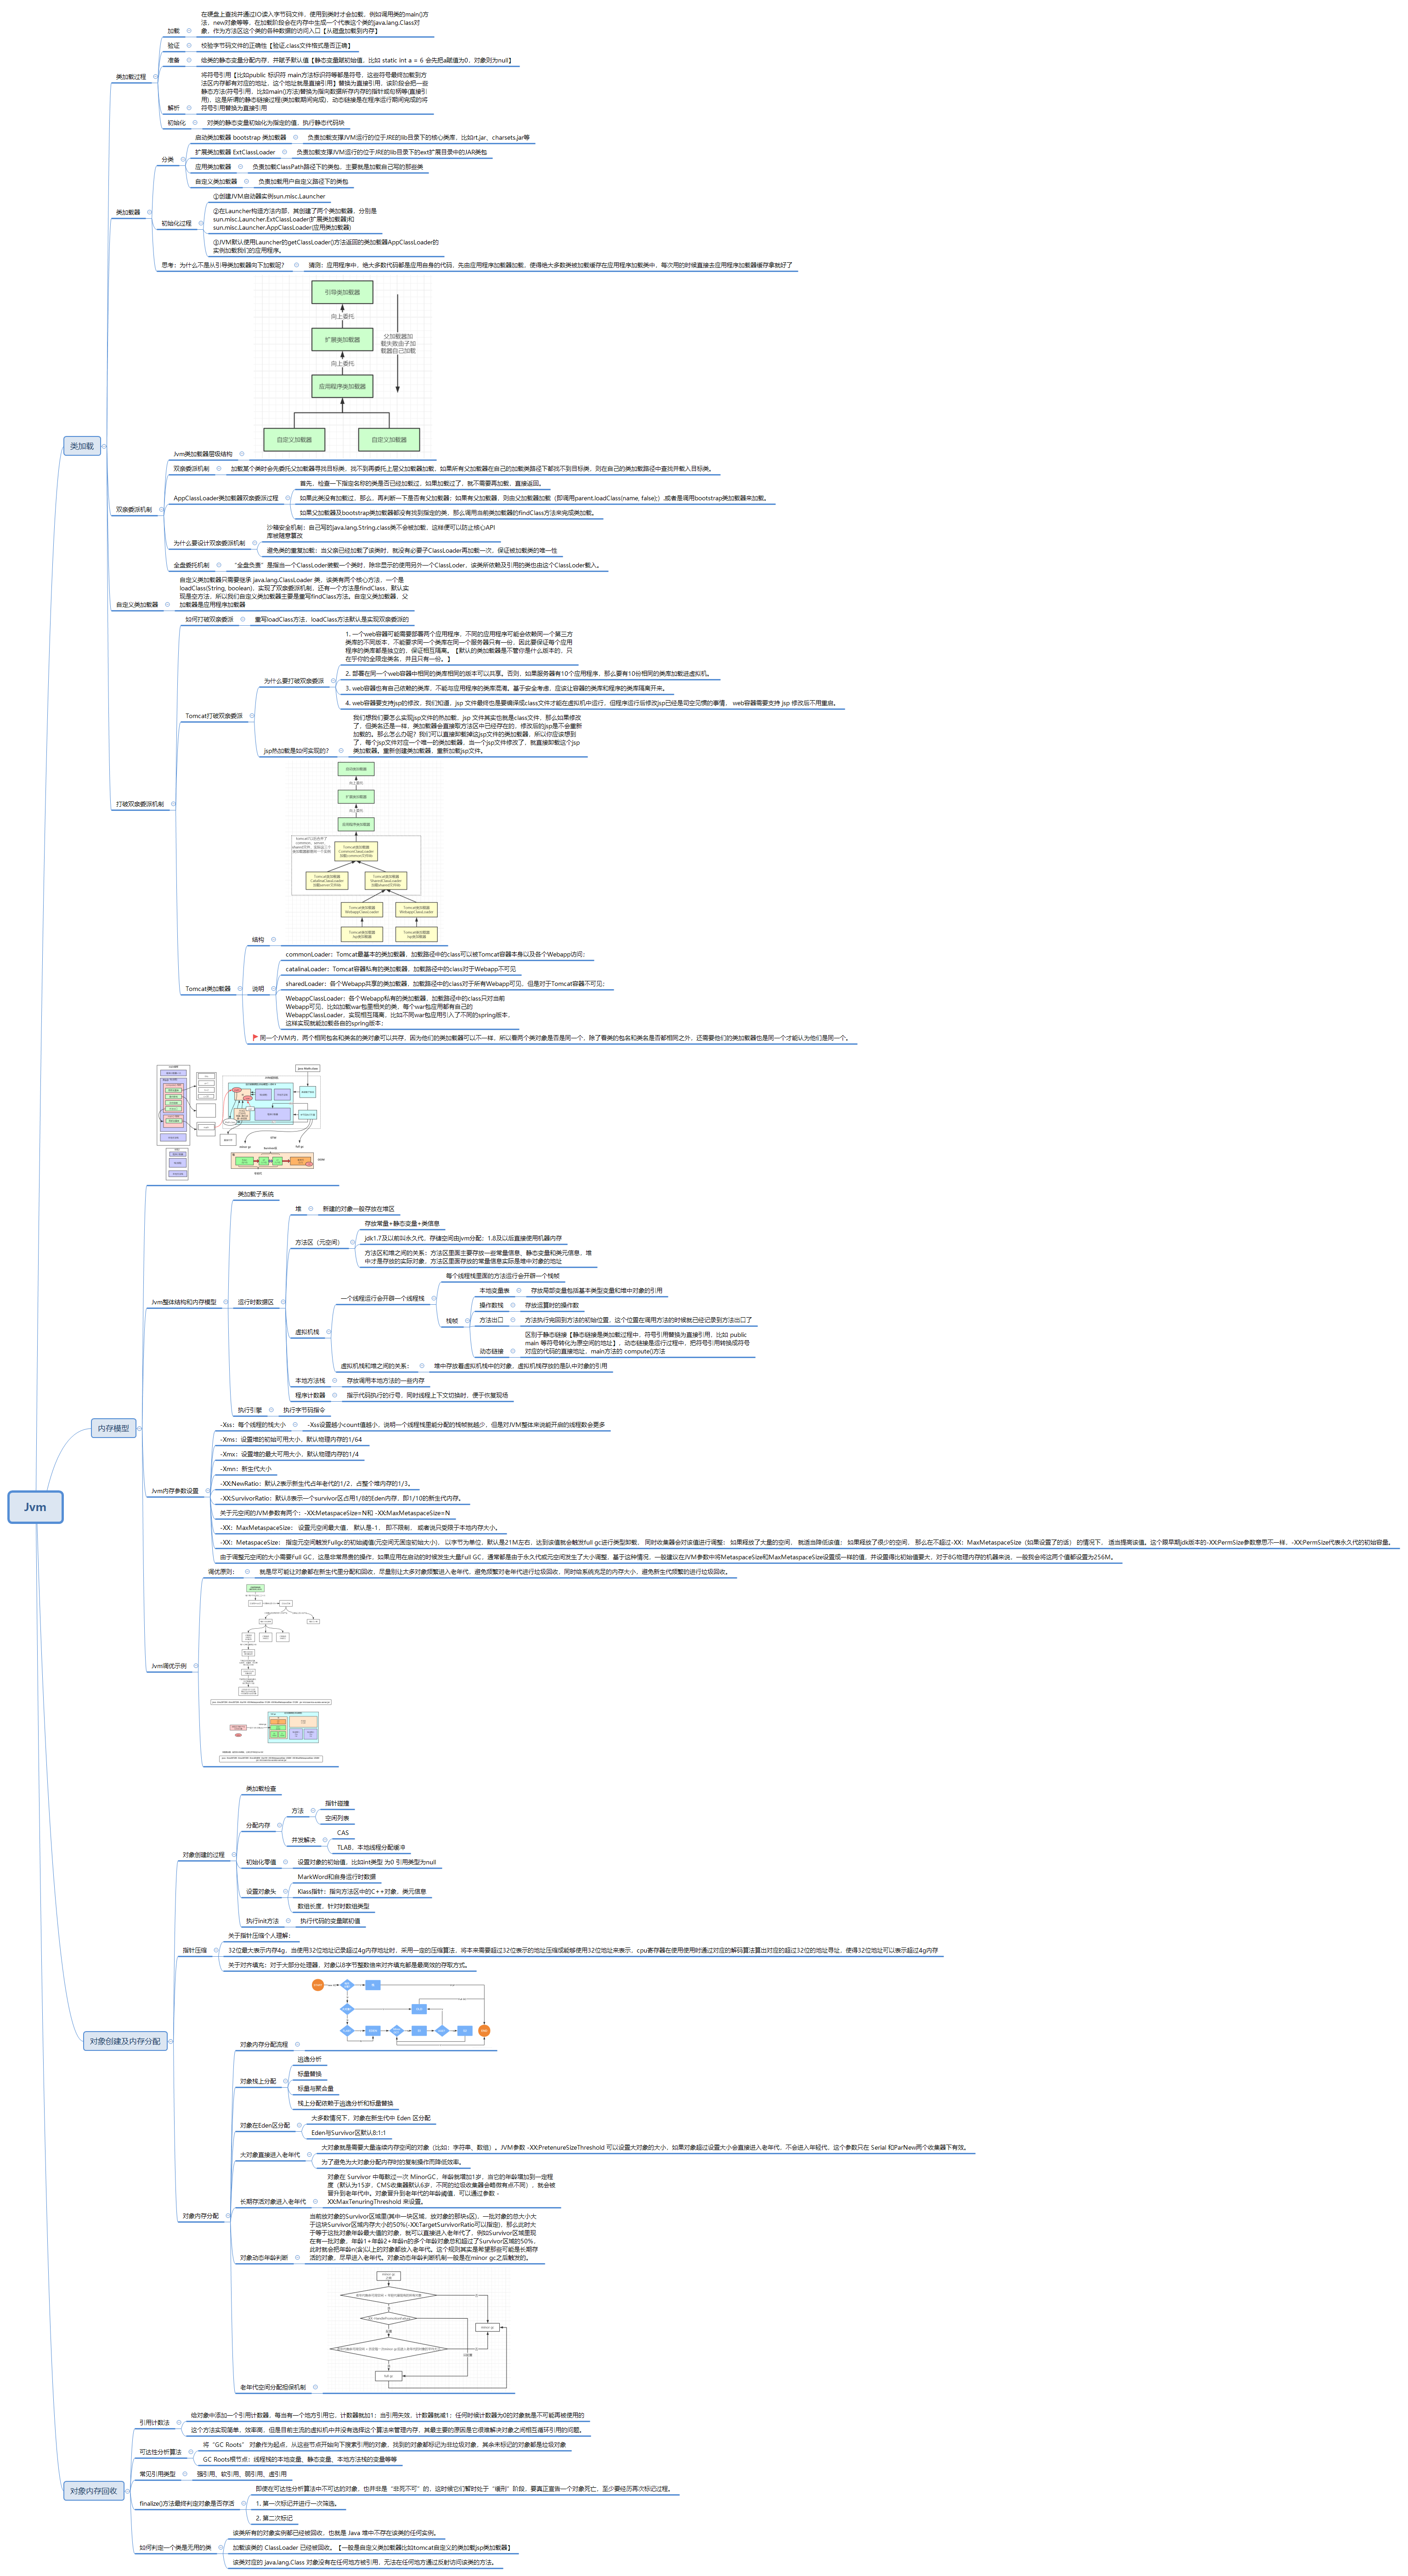 Jvm
类加载
类加载过程
加载
在硬盘上查找并通过IO读入字节码文件，使用到类时才会加载，例如调用类的main()方
法，new对象等等，在加载阶段会在内存中生成一个代表这个类的java.lang.Class对
象，作为方法区这个类的各种数据的访问入口【从磁盘加载到内存】
验证
校验字节码文件的正确性【验证.class文件格式是否正确】
准备
给类的静态变量分配内存，并赋予默认值【静态变量赋初始值，比如 static int a = 6 会先把a赋值为0，对象则为null】
解析
将符号引用【比如public 标识符 main方法标识符等都是符号，这些符号最终加载到方
法区内存都有对应的地址，这个地址就是直接引用】替换为直接引用，该阶段会把一些
静态方法(符号引用，比如main()方法)替换为指向数据所存内存的指针或句柄等(直接引
用)，这是所谓的静态链接过程(类加载期间完成)，动态链接是在程序运行期间完成的将
符号引用替换为直接引用
初始化
对类的静态变量初始化为指定的值，执行静态代码块
类加载器
分类
启动类加载器 bootstrap 类加载器
负责加载支撑JVM运行的位于JRE的lib目录下的核心类库，比如rt.jar、charsets.jar等
扩展类加载器 ExtClassLoader
负责加载支撑JVM运行的位于JRE的lib目录下的ext扩展目录中的JAR类包
应用类加载器
负责加载ClassPath路径下的类包，主要就是加载自己写的那些类
自定义类加载器
负责加载用户自定义路径下的类包
初始化过程
①创建JVM启动器实例sun.misc.Launcher
②在Launcher构造方法内部，其创建了两个类加载器，分别是
sun.misc.Launcher.ExtClassLoader(扩展类加载器)和
sun.misc.Launcher.AppClassLoader(应用类加载器)
③JVM默认使用Launcher的getClassLoader()方法返回的类加载器AppClassLoader的
实例加载我们的应用程序。
思考：为什么不是从引导类加载器向下加载呢？
猜测：应用程序中，绝大多数代码都是应用自身的代码，先由应用程序加载器加载，使得绝大多数类被加载缓存在应用程序加载类中，每次用的时候直接去应用程序加载器缓存拿就好了
双亲委派机制
引导类加载器
向上委托
扩展类加载器
父加载器加
载失败由子加
载器自己加载
向上委托
应用程序类加载器
自定义加载器
自定义加载器
Jvm类加载器层级结构
双亲委派机制
加载某个类时会先委托父加载器寻找目标类，找不到再委托上层父加载器加载，如果所有父加载器在自己的加载类路径下都找不到目标类，则在自己的类加载路径中查找并载入目标类。
AppClassLoader类加载器双亲委派过程
首先，检查一下指定名称的类是否已经加载过，如果加载过了，就不需要再加载，直接返回。
如果此类没有加载过，那么，再判断一下是否有父加载器；如果有父加载器，则由父加载器加载（即调用parent.loadClass(name, false);）.或者是调用bootstrap类加载器来加载。
如果父加载器及bootstrap类加载器都没有找到指定的类，那么调用当前类加载器的findClass方法来完成类加载。
为什么要设计双亲委派机制
沙箱安全机制：自己写的java.lang.String.class类不会被加载，这样便可以防止核心API
库被随意篡改
避免类的重复加载：当父亲已经加载了该类时，就没有必要子ClassLoader再加载一次，保证被加载类的唯一性
全盘委托机制
“全盘负责”是指当一个ClassLoder装载一个类时，除非显示的使用另外一个ClassLoder，该类所依赖及引用的类也由这个ClassLoder载入。
自定义类加载器
自定义类加载器只需要继承 java.lang.ClassLoader 类，该类有两个核心方法，一个是
loadClass(String, boolean)，实现了双亲委派机制，还有一个方法是findClass，默认实
现是空方法，所以我们自定义类加载器主要是重写findClass方法。自定义类加载器，父
加载器是应用程序加载器
打破双亲委派机制
如何打破双亲委派
重写loadClass方法，loadClass方法默认是实现双亲委派的
Tomcat打破双亲委派
为什么要打破双亲委派
1. 一个web容器可能需要部署两个应用程序，不同的应用程序可能会依赖同一个第三方
类库的不同版本，不能要求同一个类库在同一个服务器只有一份，因此要保证每个应用
程序的类库都是独立的，保证相互隔离。【默认的类加载器是不管你是什么版本的，只
在乎你的全限定类名，并且只有一份。】
2. 部署在同一个web容器中相同的类库相同的版本可以共享。否则，如果服务器有10个应用程序，那么要有10份相同的类库加载进虚拟机。
3. web容器也有自己依赖的类库，不能与应用程序的类库混淆。基于安全考虑，应该让容器的类库和程序的类库隔离开来。
4. web容器要支持jsp的修改，我们知道，jsp 文件最终也是要编译成class文件才能在虚拟机中运行，但程序运行后修改jsp已经是司空见惯的事情， web容器需要支持 jsp 修改后不用重启。
jsp热加载是如何实现的？
我们想我们要怎么实现jsp文件的热加载，jsp 文件其实也就是class文件，那么如果修改
了，但类名还是一样，类加载器会直接取方法区中已经存在的，修改后的jsp是不会重新
加载的。那么怎么办呢？我们可以直接卸载掉这jsp文件的类加载器，所以你应该想到
了，每个jsp文件对应一个唯一的类加载器，当一个jsp文件修改了，就直接卸载这个jsp
类加载器。重新创建类加载器，重新加载jsp文件。
Tomcat类加载器
结构
说明
commonLoader：Tomcat最基本的类加载器，加载路径中的class可以被Tomcat容器本身以及各个Webapp访问；
catalinaLoader：Tomcat容器私有的类加载器，加载路径中的class对于Webapp不可见
sharedLoader：各个Webapp共享的类加载器，加载路径中的class对于所有Webapp可见，但是对于Tomcat容器不可见；
WebappClassLoader：各个Webapp私有的类加载器，加载路径中的class只对当前
Webapp可见，比如加载war包里相关的类，每个war包应用都有自己的
WebappClassLoader，实现相互隔离，比如不同war包应用引入了不同的spring版本，
这样实现就能加载各自的spring版本；
同一个JVM内，两个相同包名和类名的类对象可以共存，因为他们的类加载器可以不一样，所以看两个类对象是否是同一个，除了看类的包名和类名是否都相同之外，还需要他们的类加载器也是同一个才能认为他们是同一个。
内存模型
Jvm整体结构和内存模型
类加载子系统
运行时数据区
堆
新建的对象一般存放在堆区
方法区（元空间）
存放常量+静态变量+类信息
jdk1.7及以前叫永久代，存储空间由jvm分配；1.8及以后直接使用机器内存
方法区和堆之间的关系：方法区里面主要存放一些常量信息、静态变量和类元信息、堆
中才是存放的实际对象，方法区里面存放的常量信息实际是堆中对象的地址
虚拟机栈
一个线程运行会开辟一个线程栈
每个线程栈里面的方法运行会开辟一个栈帧
栈帧
本地变量表
存放局部变量包括基本类型变量和堆中对象的引用
操作数栈
存放运算时的操作数
方法出口
方法执行完回到方法的初始位置，这个位置在调用方法的时候就已经记录到方法出口了
动态链接
区别于静态链接【静态链接是类加载过程中，符号引用替换为直接引用，比如 public
main 等符号转化为原空间的地址】，动态链接是运行过程中，把符号引用转换成符号
对应的代码的直接地址，main方法的 compute()方法
虚拟机栈和堆之间的关系：
堆中存放着虚拟机栈中的对象，虚拟机栈存放的是队中对象的引用
本地方法栈
存放调用本地方法的一些内存
程序计数器
指示代码执行的行号，同时线程上下文切换时，便于恢复现场
执行引擎
执行字节码指令
Jvm内存参数设置
-Xss：每个线程的栈大小
-Xss设置越小count值越小，说明一个线程栈里能分配的栈帧就越少，但是对JVM整体来说能开启的线程数会更多
-Xms：设置堆的初始可用大小，默认物理内存的1/64
-Xmx：设置堆的最大可用大小，默认物理内存的1/4
-Xmn：新生代大小
-XX:NewRatio：默认2表示新生代占年老代的1/2，占整个堆内存的1/3。
-XX:SurvivorRatio：默认8表示一个survivor区占用1/8的Eden内存，即1/10的新生代内存。
关于元空间的JVM参数有两个：-XX:MetaspaceSize=N和 -XX:MaxMetaspaceSize=N
-XX：MaxMetaspaceSize： 设置元空间最大值， 默认是-1， 即不限制， 或者说只受限于本地内存大小。
-XX：MetaspaceSize： 指定元空间触发Fullgc的初始阈值(元空间无固定初始大小)， 以字节为单位，默认是21M左右，达到该值就会触发full gc进行类型卸载， 同时收集器会对该值进行调整： 如果释放了大量的空间， 就适当降低该值； 如果释放了很少的空间， 那么在不超过-XX：MaxMetaspaceSize（如果设置了的话） 的情况下， 适当提高该值。这个跟早期jdk版本的-XX:PermSize参数意思不一样，-XX:PermSize代表永久代的初始容量。
由于调整元空间的大小需要Full GC，这是非常昂贵的操作，如果应用在启动的时候发生大量Full GC，通常都是由于永久代或元空间发生了大小调整，基于这种情况，一般建议在JVM参数中将MetaspaceSize和MaxMetaspaceSize设置成一样的值，并设置得比初始值要大，对于8G物理内存的机器来说，一般我会将这两个值都设置为256M。
Jvm调优示例
调优原则：
就是尽可能让对象都在新生代里分配和回收，尽量别让太多对象频繁进入老年代，避免频繁对老年代进行垃圾回收，同时给系统充足的内存大小，避免新生代频繁的进行垃圾回收。
对象创建及内存分配
对象创建的过程
类加载检查
分配内存
方法
指针碰撞
空闲列表
并发解决
CAS
TLAB，本地线程分配缓冲
初始化零值
设置对象的初始值，比如int类型 为0 引用类型为null
设置对象头
MarkWord和自身运行时数据
Klass指针：指向方法区中的C++对象，类元信息
数组长度，针对时数组类型
执行init方法
执行代码的变量赋初值
指针压缩
关于指针压缩个人理解：
32位最大表示内存4g，当使用32位地址记录超过4g内存地址时，采用一定的压缩算法，将本来需要超过32位表示的地址压缩成能够使用32位地址来表示，cpu寄存器在使用使用时通过对应的解码算法算出对应的超过32位的地址寻址，使得32位地址可以表示超过4g内存
关于对齐填充：对于大部分处理器，对象以8字节整数倍来对齐填充都是最高效的存取方式。
对象内存分配
对象内存分配流程
对象栈上分配
逃逸分析
标量替换
标量与聚合量
栈上分配依赖于逃逸分析和标量替换
对象在Eden区分配
大多数情况下，对象在新生代中 Eden 区分配
Eden与Survivor区默认8:1:1
大对象直接进入老年代
大对象就是需要大量连续内存空间的对象（比如：字符串、数组）。JVM参数 -XX:PretenureSizeThreshold 可以设置大对象的大小，如果对象超过设置大小会直接进入老年代，不会进入年轻代，这个参数只在 Serial 和ParNew两个收集器下有效。
为了避免为大对象分配内存时的复制操作而降低效率。
长期存活对象进入老年代
对象在 Survivor 中每熬过一次 MinorGC，年龄就增加1岁，当它的年龄增加到一定程
度（默认为15岁，CMS收集器默认6岁，不同的垃圾收集器会略微有点不同），就会被
晋升到老年代中。对象晋升到老年代的年龄阈值，可以通过参数 -
XX:MaxTenuringThreshold 来设置。
对象动态年龄判断
当前放对象的Survivor区域里(其中一块区域，放对象的那块s区)，一批对象的总大小大
于这块Survivor区域内存大小的50%(-XX:TargetSurvivorRatio可以指定)，那么此时大
于等于这批对象年龄最大值的对象，就可以直接进入老年代了，例如Survivor区域里现
在有一批对象，年龄1+年龄2+年龄n的多个年龄对象总和超过了Survivor区域的50%，
此时就会把年龄n(含)以上的对象都放入老年代。这个规则其实是希望那些可能是长期存
活的对象，尽早进入老年代。对象动态年龄判断机制一般是在minor gc之后触发的。
老年代空间分配担保机制
minor gc
full gc
对象内存回收
引用计数法
给对象中添加一个引用计数器，每当有一个地方引用它，计数器就加1；当引用失效，计数器就减1；任何时候计数器为0的对象就是不可能再被使用的
这个方法实现简单，效率高，但是目前主流的虚拟机中并没有选择这个算法来管理内存，其最主要的原因是它很难解决对象之间相互循环引用的问题。
可达性分析算法
将“GC Roots” 对象作为起点，从这些节点开始向下搜索引用的对象，找到的对象都标记为非垃圾对象，其余未标记的对象都是垃圾对象
GC Roots根节点：线程栈的本地变量、静态变量、本地方法栈的变量等等
常见引用类型
强引用、软引用、弱引用、虚引用
finalize()方法最终判定对象是否存活
即使在可达性分析算法中不可达的对象，也并非是“非死不可”的，这时候它们暂时处于“缓刑”阶段，要真正宣告一个对象死亡，至少要经历再次标记过程。
1. 第一次标记并进行一次筛选。
2. 第二次标记
如何判定一个类是无用的类
该类所有的对象实例都已经被回收，也就是 Java 堆中不存在该类的任何实例。
加载该类的 ClassLoader 已经被回收。【一般是自定义类加载器比如tomcat自定义的类加载jsp类加载器】
该类对应的 java.lang.Class 对象没有在任何地方被引用，无法在任何地方通过反射访问该类的方法。